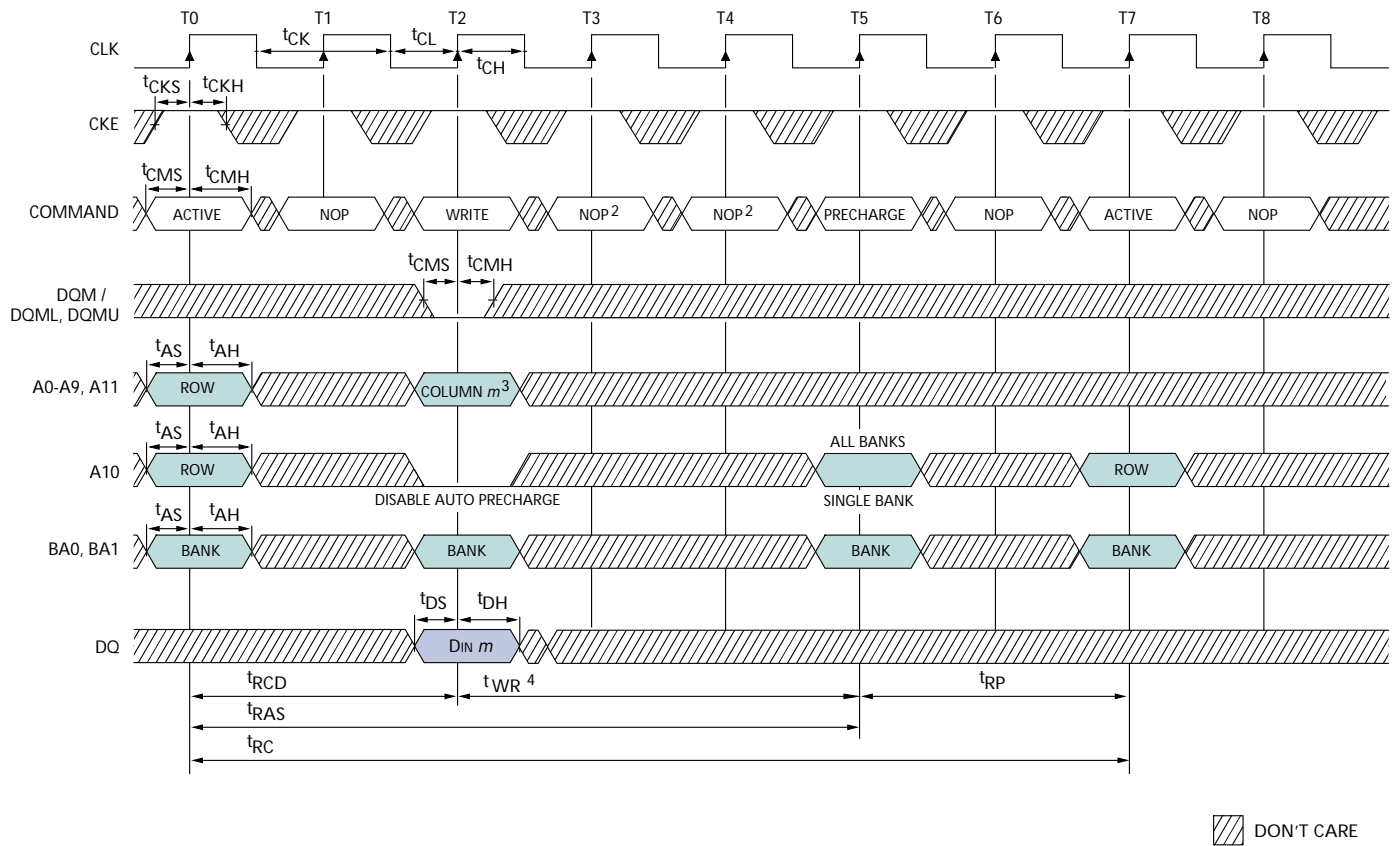 T0 T1 T2 T3 T4 T5 T6 T7 T8
CLK
tCK tCL
tCH
tCKS tCKH
CKE
tCMS tCMH
COMMAND ACTIVE NOP WRITE NOP2 NOP2 PRECHARGE NOP ACTIVE NOP
tCMS tCMH
DQM /
DQML, DQMU
tAS tAH
A0-A9, A11 ROW COLUMN m3
tAS tAH
ALL BANKS
A10 ROW ROW
DISABLE AUTO PRECHARGE SINGLE BANK
tAS tAH
BA0, BA1 BANK BANK BANK BANK
tDS tDH
DQ DIN m
tRCD tWR 4 tRP
tRAS
tRC
DON'T CARE